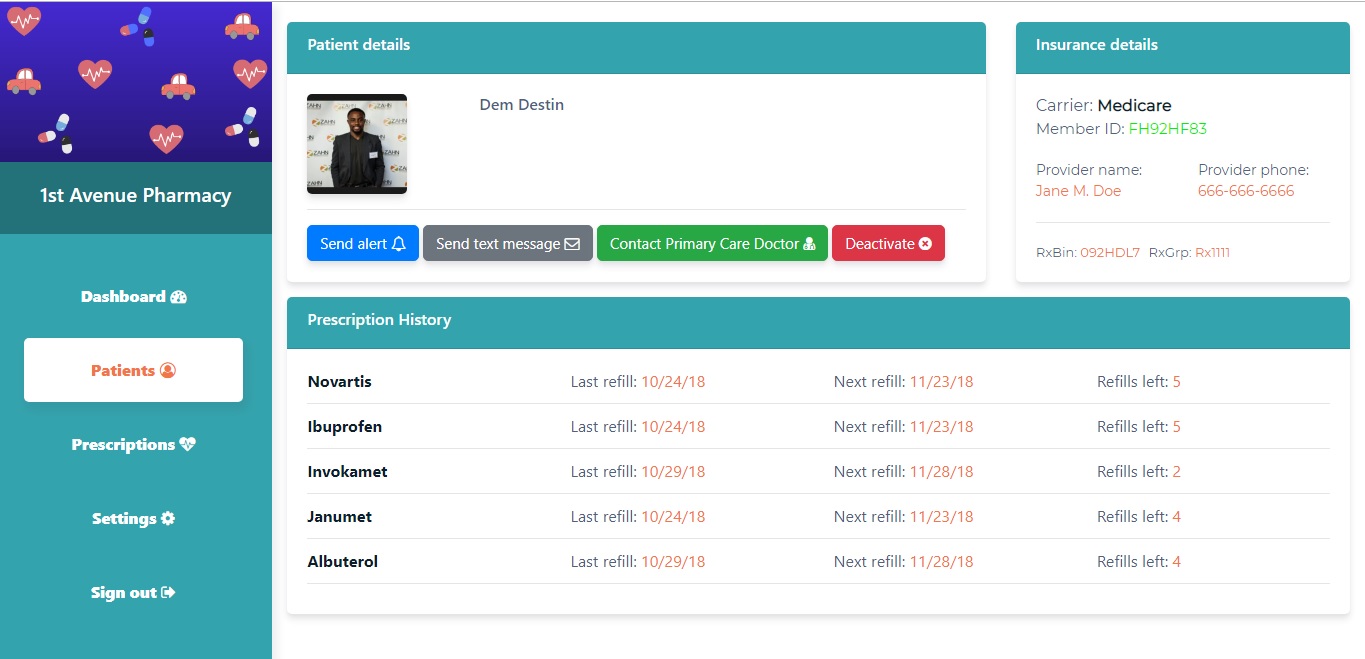 1st Avenue Pharmacy
Dashboard
Patients
Prescriptions
Settings
Sign out
Patient details
ZAHN
Dem Destin
Send alert
Send text message
Contact Primary Care Doctor
Deactivate
Insurance details
Carrier: Medicare
Member ID: FH92HF83
Provider name: Provider phone:
Jane M. Doe 666-666-6666
RxBin: 092HDL7 RxGrp: Rx1111
Prescription History
Novartis Last refill: 10/24/18 Next refill: 11/23/18 Refills left: 5
Ibuprofen Last refill: 10/24/18 Next refill: 11/23/18 Refills left: 5
Invokamet Last refill: 10/29/18 Next refill: 11/28/18 Refills left: 2
Janumet Last refill: 10/24/18 Next refill: 11/23/18 Refills left: 4
Albuterol Last refill: 10/29/18 Next refill: 11/28/18 Refills left: 4